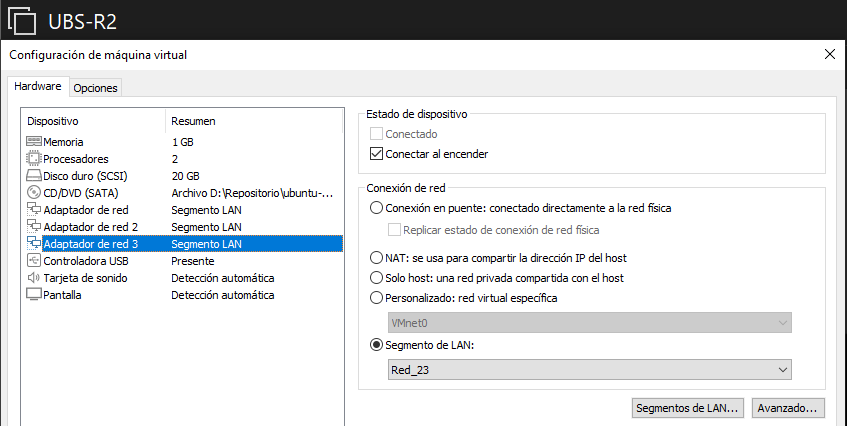 UBS-R2
Configuración de máquina virtual
Hardware
Opciones
Dispositivo Resumen
Memoria 1 GB
Procesadores 2
Disco duro (SCSI) 20 GB
CD/DVD (SATA) Archivo D:\Repositorio\ubuntu-...
Adaptador de red Segmento LAN
Adaptador de red 2 Segmento LAN
Adaptador de red 3 Segmento LAN
Controladora USB Presente
Tarjeta de sonido Detección automática
Pantalla Detección automática
Estado de dispositivo
Conectado
Conectar al encender
Conexión de red
Conexión en puente: conectado directamente a la red física
Replicar estado de conexión de red física
NAT: se usa para compartir la dirección IP del host
Solo host: una red privada compartida con el host
Personalizado: red virtual específica
VMnet0
Segmento de LAN:
Red_23
Segmentos de LAN... Avanzado...